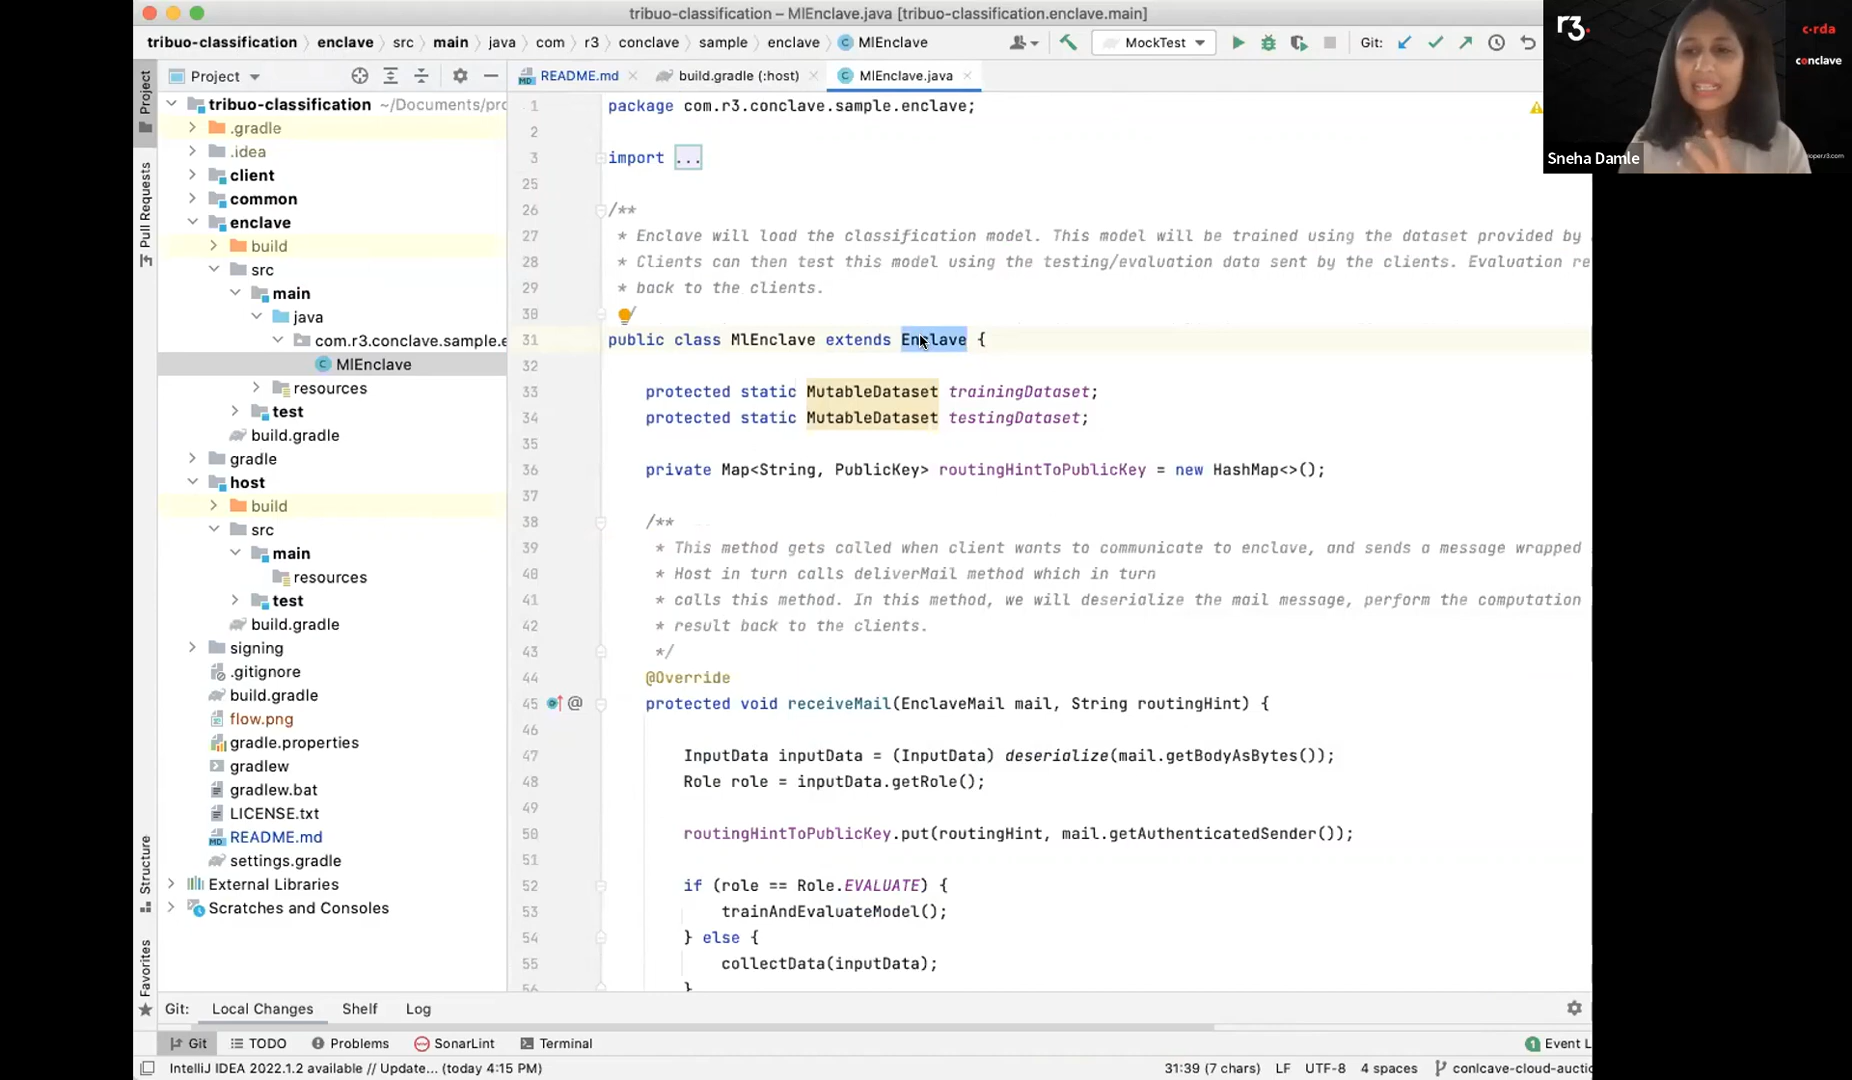 tribuo-classification – MlEnclave.java [tribuo-classification.enclave.main]
tribuo-classification enclave src main java com r3 conclave sample enclave MlEnclave
MockTest
Git:
Project
README.md
build.gradle (:host)
MlEnclave.java
Project
Pull Requests
Structure
Favorites
tribuo-classification ~/Documents/pro
.gradle
.idea
client
common
enclave
build
src
main
java
com.r3.conclave.sample.e
MlEnclave
resources
test
build.gradle
gradle
host
build
src
main
resources
test
build.gradle
signing
.gitignore
build.gradle
flow.png
gradle.properties
gradlew
gradlew.bat
LICENSE.txt
README.md
settings.gradle
External Libraries
Scratches and Consoles
1 package com.r3.conclave.sample.enclave;
2
3 import ...
25
26 /**
27 * Enclave will load the classification model. This model will be trained using the dataset provided by
28 * Clients can then test this model using the testing/evaluation data sent by the clients. Evaluation re
29 * back to the clients.
30 */
31 public class MlEnclave extends Enclave {
32
33 protected static MutableDataset trainingDataset;
34 protected static MutableDataset testingDataset;
35
36 private Map<String, PublicKey> routingHintToPublicKey = new HashMap<>();
37
38 /**
39 * This method gets called when client wants to communicate to enclave, and sends a message wrapped
40 * Host in turn calls deliverMail method which in turn
41 * calls this method. In this method, we will deserialize the mail message, perform the computation
42 * result back to the clients.
43 */
44 @Override
45 @ protected void receiveMail(EnclaveMail mail, String routingHint) {
46
47 InputData inputData = (InputData) deserialize(mail.getBodyAsBytes());
48 Role role = inputData.getRole();
49
50 routingHintToPublicKey.put(routingHint, mail.getAuthenticatedSender());
51
52 if (role == Role.EVALUATE) {
53 trainAndEvaluateModel();
54 } else {
55 collectData(inputData);
56 }
Git: Local Changes Shelf Log
Git TODO Problems SonarLint Terminal
1 Event L
IntelliJ IDEA 2022.1.2 available // Update... (today 4:15 PM)
31:39 (7 chars) LF UTF-8 4 spaces conlcave-cloud-auctio
r3.
c·rda
conclave
Sneha Damle